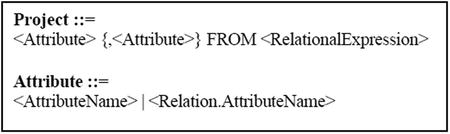 Project ::=
<Attribute> {,<Attribute>} FROM <RelationalExpression>
Attribute ::=
<AttributeName> | <Relation.AttributeName>